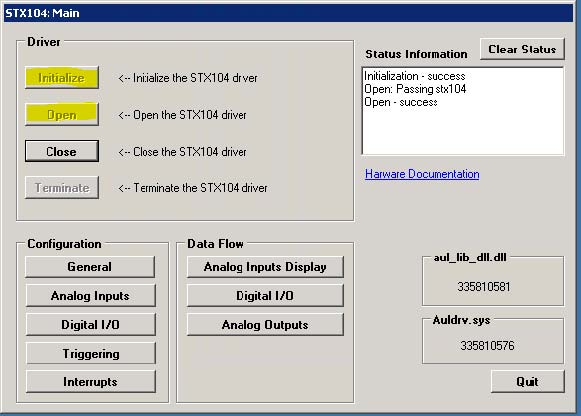 STX104: Main
Driver
Initialize <-- Initialize the STX104 driver
Open <-- Open the STX104 driver
Close <-- Close the STX104 driver
Terminate <-- Terminate the STX104 driver
Status Information Clear Status
Initialization - success
Open: Passing stx104
Open - success
Harware Documentation
Configuration
General
Analog Inputs
Digital I/O
Triggering
Interrupts
Data Flow
Analog Inputs Display
Digital I/O
Analog Outputs
aul_lib_dll.dll
335810581
Auldrv.sys
335810576
Quit